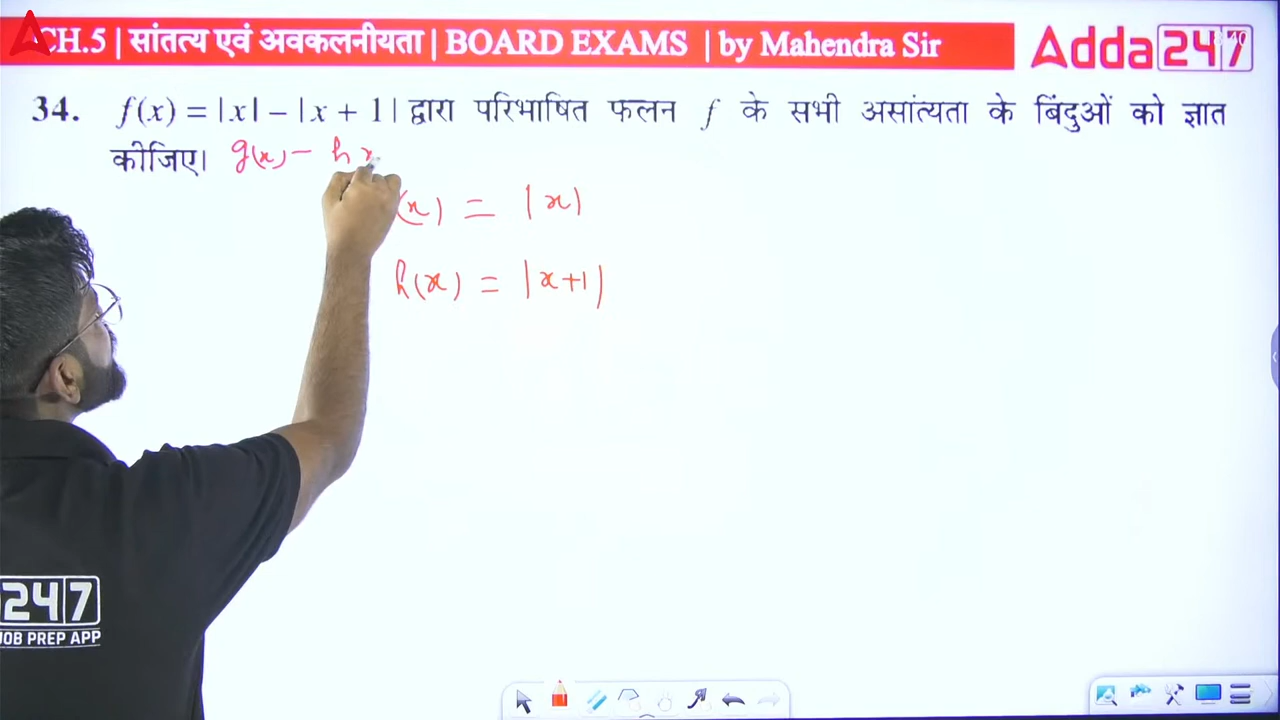 CH.5 | सांतत्य एवं अवकलनीयता | BOARD EXAMS | by Mahendra Sir
Adda247
34. f(x) = |x| – |x + 1| द्वारा परिभाषित फलन f के सभी असांत्यता के बिंदुओं को ज्ञात
कीजिए। g(x) – h x
(x) = |x|
h(x) = |x+1|
247
JOB PREP APP